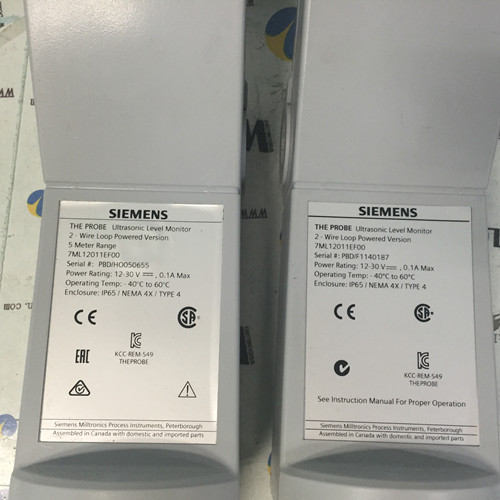 SIEMENS
THE PROBE Ultrasonic Level Monitor
2 - Wire Loop Powered Version
5 Meter Range
7ML12011EF00
Serial #: PBD/HO050655
Power Rating: 12-30 V⎓, 0.1A Max
Operating Temp: - 40°C to 60°C
Enclosure: IP65 / NEMA 4X / TYPE 4
CE
SA
EAC
KCC-REM-S49
THEPROBE
Siemens Milltronics Process Instruments, Peterborough
Assembled in Canada with domestic and imported parts
SIEMENS
THE PROBE Ultrasonic Level Monitor
2 - Wire Loop Powered Version
7ML12011EF00
Serial #: PBD/F1140187
Power Rating: 12-30 V⎓, 0.1A Max
Operating Temp: - 40°C to 60°C
Enclosure: IP65 / NEMA 4X / TYPE 4
CE
SA
KCC-REM-S49
THEPROBE
See Instruction Manual For Proper Operation
Siemens Milltronics Process Instruments, Peterborough
Assembled in Canada with domestic and imported parts